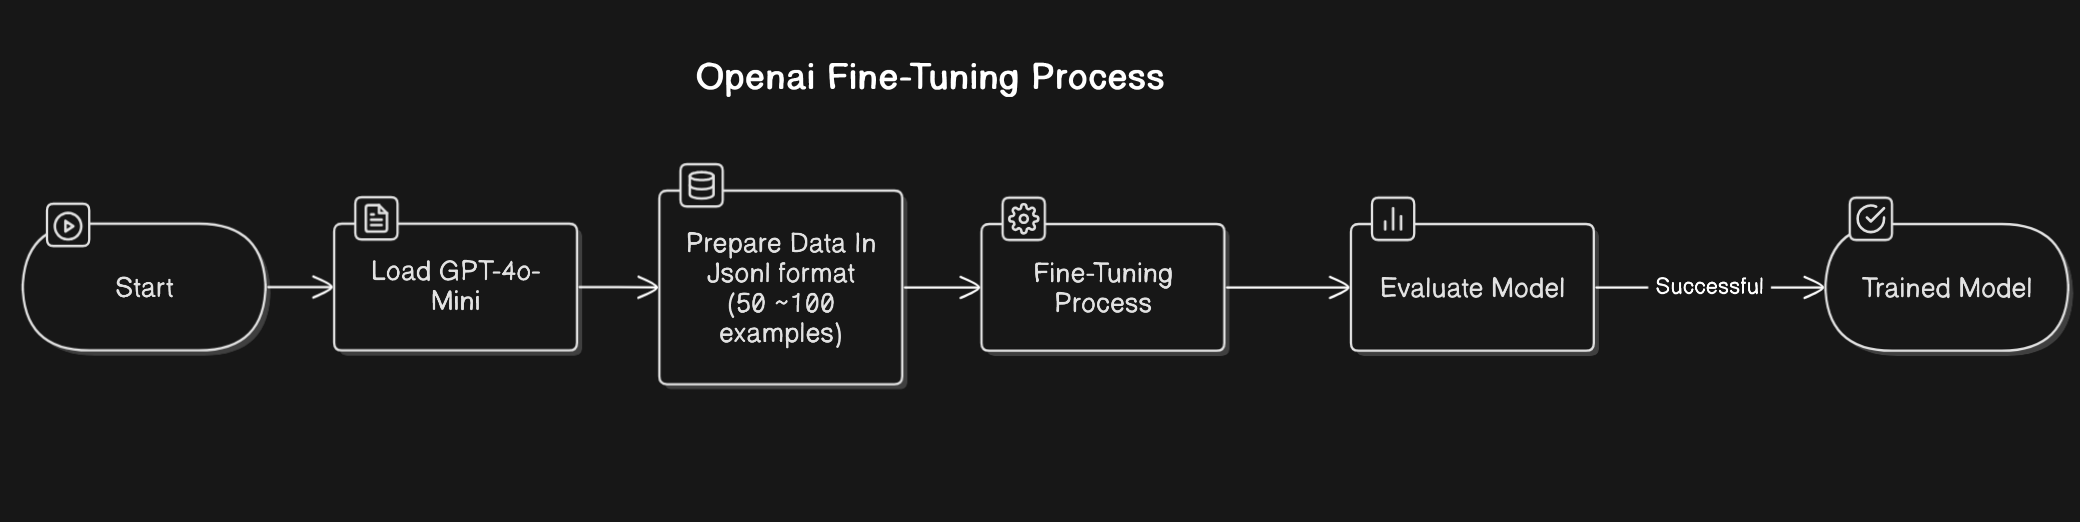 Openai Fine-Tuning Process
Start
Load GPT-4o-
Mini
Prepare Data In
Jsonl format
(50 ~100
examples)
Fine-Tuning
Process
Evaluate Model
Successful
Trained Model